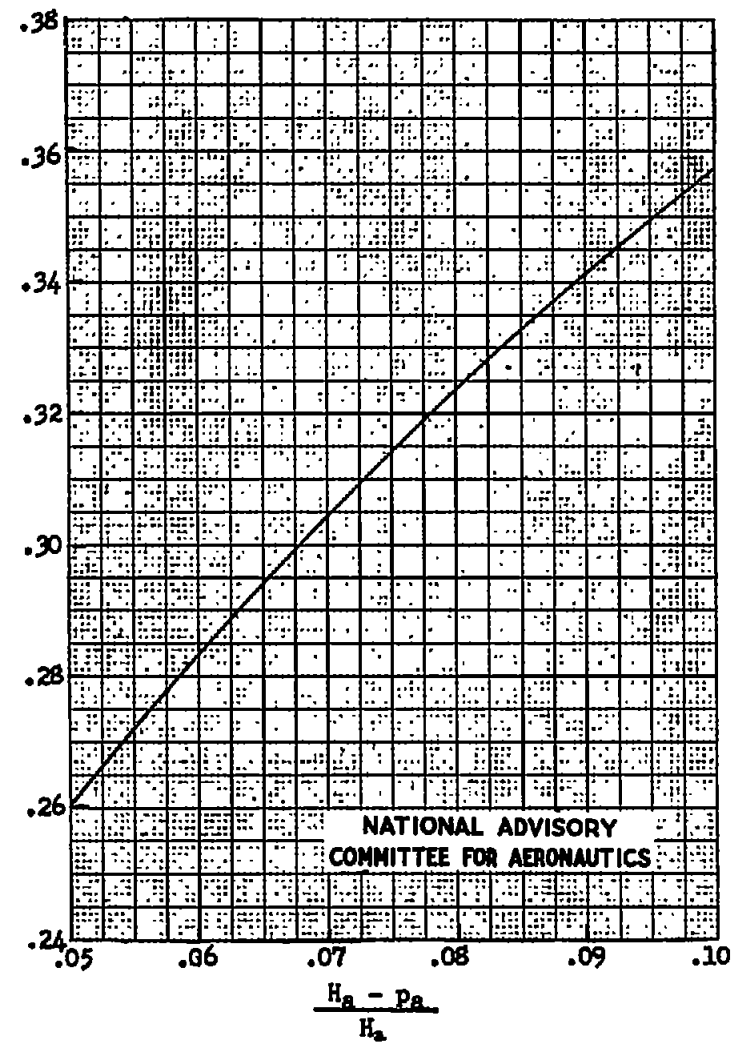 .38
.36
.34
.32
.30
.28
.26
.24
NATIONAL ADVISORY
COMMITTEE FOR AERONAUTICS
.05 .06 .07 .08 .09 .10
Ha - pa
Ha